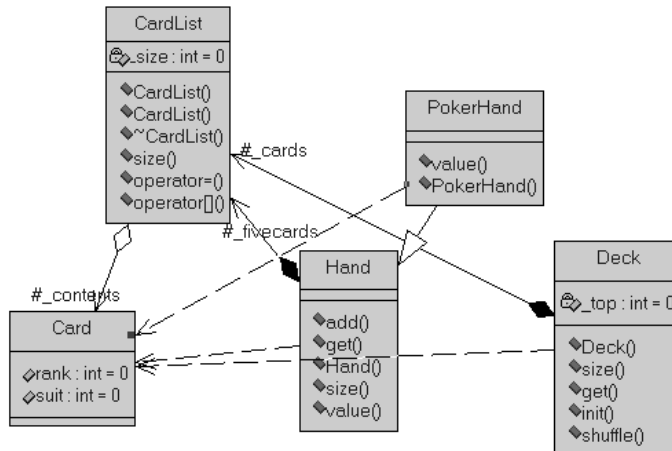 CardList
_size : int = 0
CardList()
CardList()
~CardList()
size()
operator=()
operator[]()
PokerHand
value()
PokerHand()
#_cards
#_fivecards
#_contents
Hand
add()
get()
Hand()
size()
value()
Deck
_top : int = 0
Deck()
size()
get()
init()
shuffle()
Card
rank : int = 0
suit : int = 0